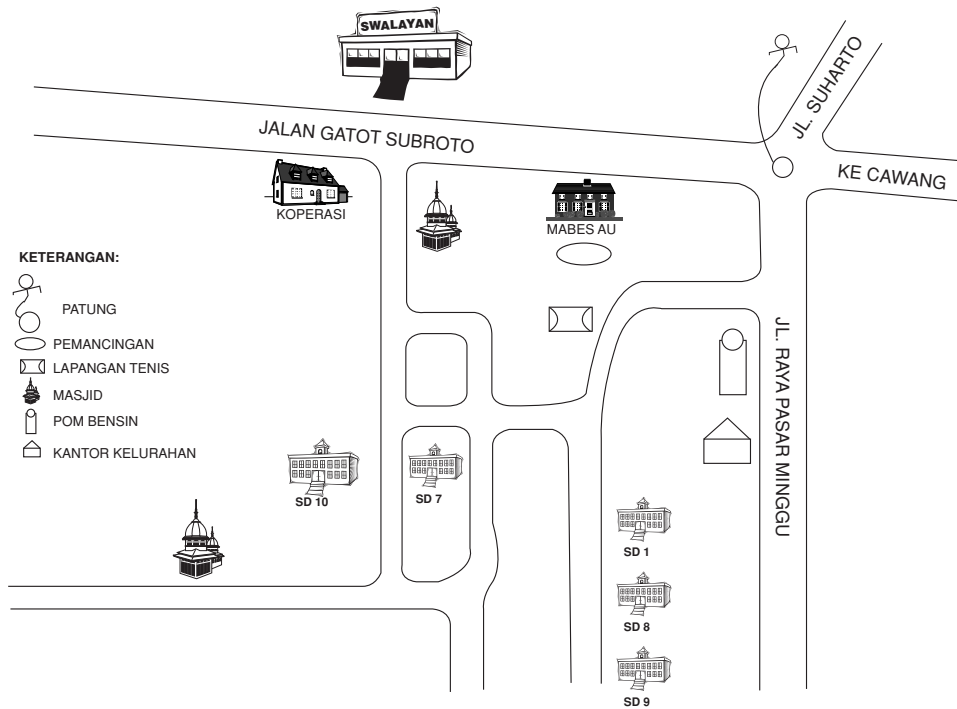 SWALAYAN
JL. SUHARTO
JALAN GATOT SUBROTO
KE CAWANG
KOPERASI
MABES AU
KETERANGAN:
PATUNG
PEMANCINGAN
LAPANGAN TENIS
MASJID
POM BENSIN
KANTOR KELURAHAN
JL. RAYA PASAR MINGGU
SD 10
SD 7
SD 1
SD 8
SD 9